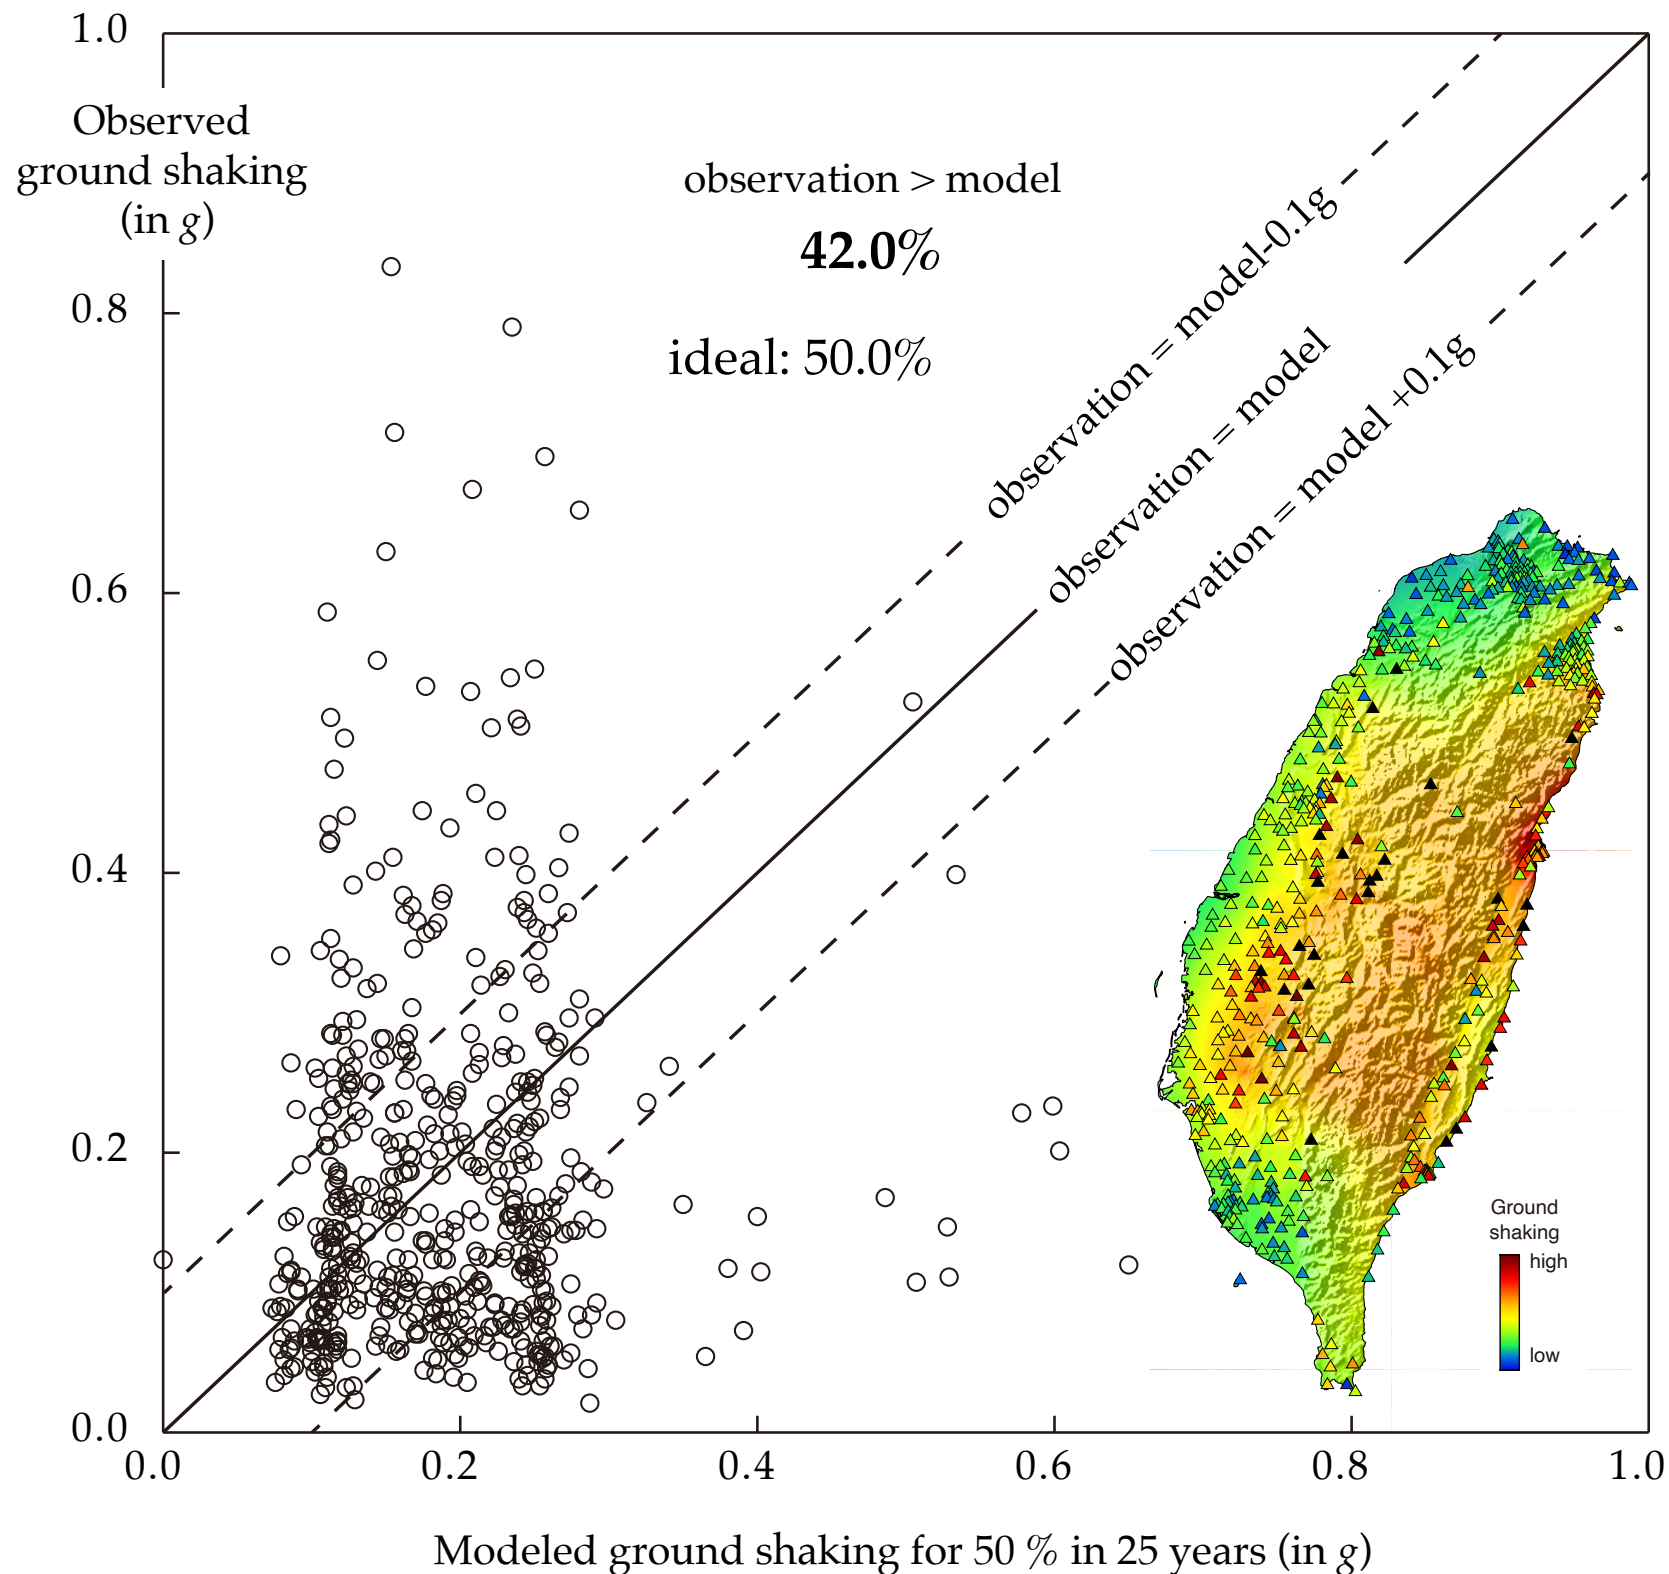 1.0
Observed
ground shaking
(in g)
0.8
0.6
0.4
0.2
0.0
observation > model
42.0%
ideal: 50.0%
observation = model-0.1g
observation = model
observation = model +0.1g
Ground
shaking
high
low
0.0
0.2
0.4
0.6
0.8
1.0
Modeled ground shaking for 50 % in 25 years (in g)